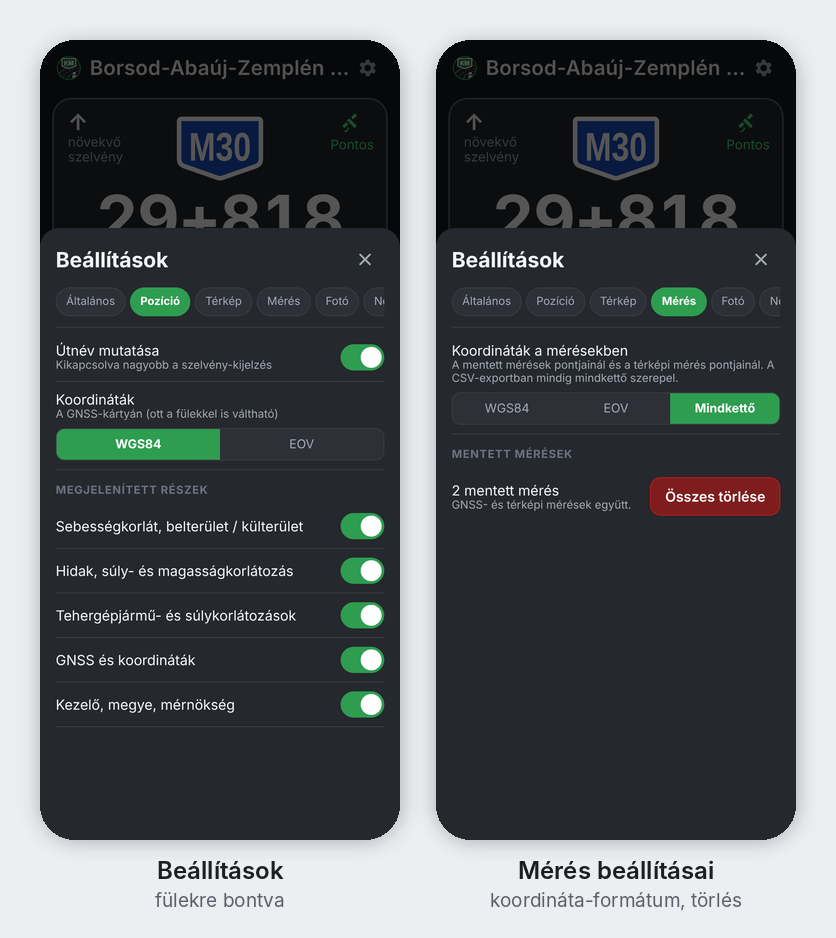 KM
Borsod-Abaúj-Zemplén ...
növekvő
szelvény
M30
Pontos
29+818
Beállítások
Általános
Pozíció
Térkép
Mérés
Fotó
Útnév mutatása
Kikapcsolva nagyobb a szelvény-kijelzés
Koordináták
A GNSS-kártyán (ott a fülekkel is váltható)
WGS84
EOV
MEGJELENÍTETT RÉSZEK
Sebességkorlát, belterület / külterület
Hidak, súly- és magasságkorlátozás
Tehergépjármű- és súlykorlátozások
GNSS és koordináták
Kezelő, megye, mérnökség
Beállítások
fülekre bontva
KM
Borsod-Abaúj-Zemplén ...
növekvő
szelvény
M30
Pontos
29+818
Beállítások
Általános
Pozíció
Térkép
Mérés
Fotó
Koordináták a mérésekben
A mentett mérések pontjainál és a térképi mérés pontjainál. A
CSV-exportban mindig mindkettő szerepel.
WGS84
EOV
Mindkettő
MENTETT MÉRÉSEK
2 mentett mérés
GNSS- és térképi mérések együtt.
Összes törlése
Mérés beállításai
koordináta-formátum, törlés